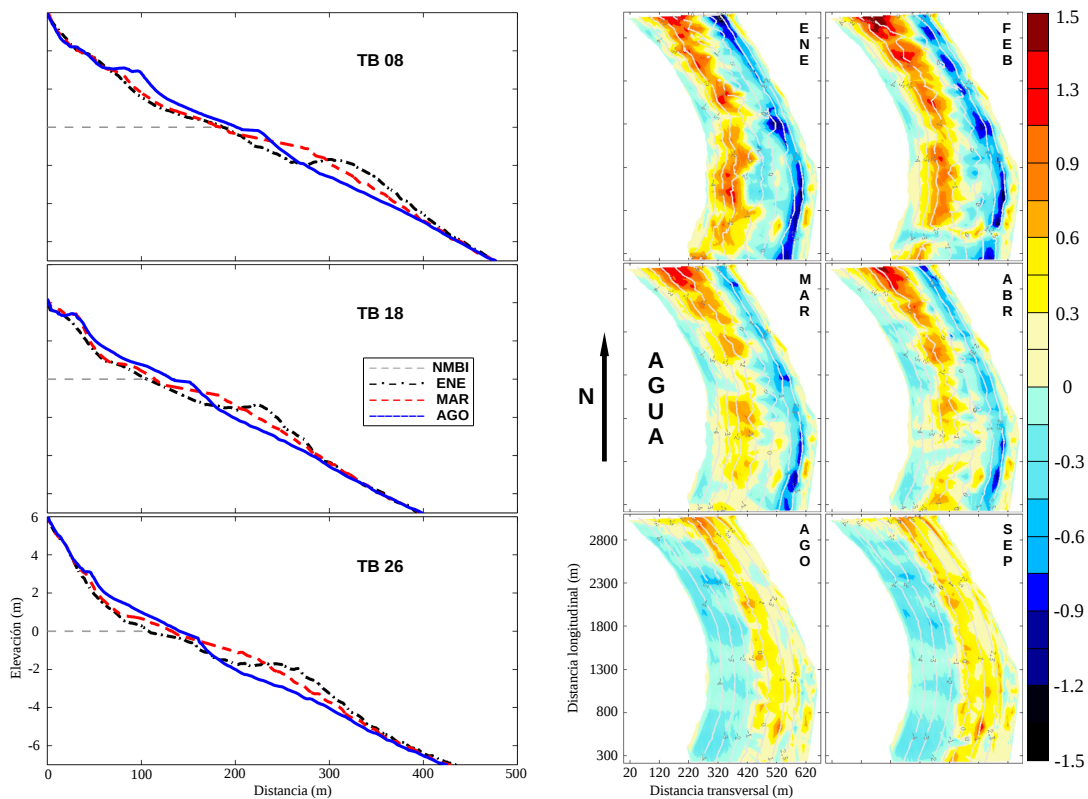 TB 08
TB 18
NMBI
ENE
MAR
AGO
TB 26
6
4
2
0
-2
-4
-6
Elevación (m)
0
100
200
300
400
500
Distancia (m)
E
N
E
F
E
B
M
A
R
A
B
R
N
A
G
U
A
A
G
O
S
E
P
2800
2300
1800
1300
800
300
Distancia longitudinal (m)
20 120 220 320 420 520 620
Distancia transversal (m)
1.5
1.3
0.9
0.6
0.3
0
-0.3
-0.6
-0.9
-1.2
-1.5